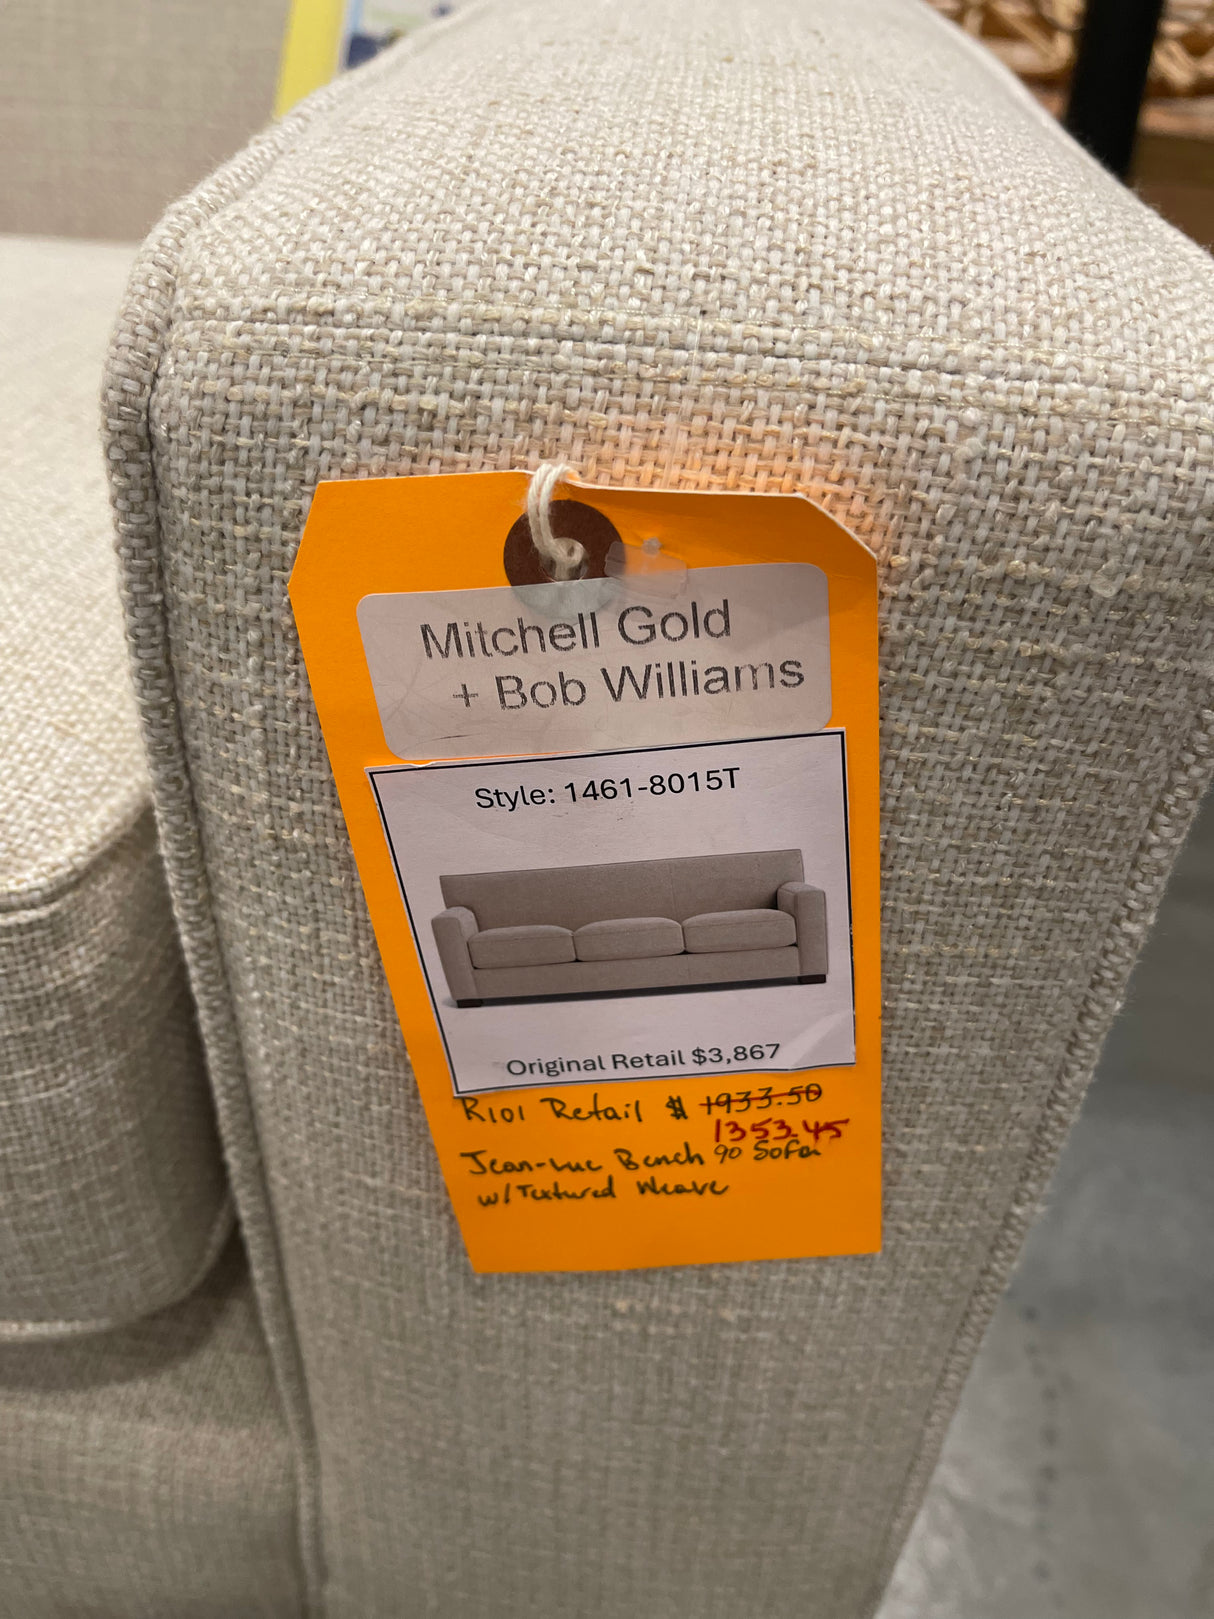 Mitchell Gold
+ Bob Williams
Style: 1461-8015T
Original Retail $3,867
R101 Retail $ 1933.50
1353.45
Jean-Luc Bench 90 Sofa
w/Textured Weave